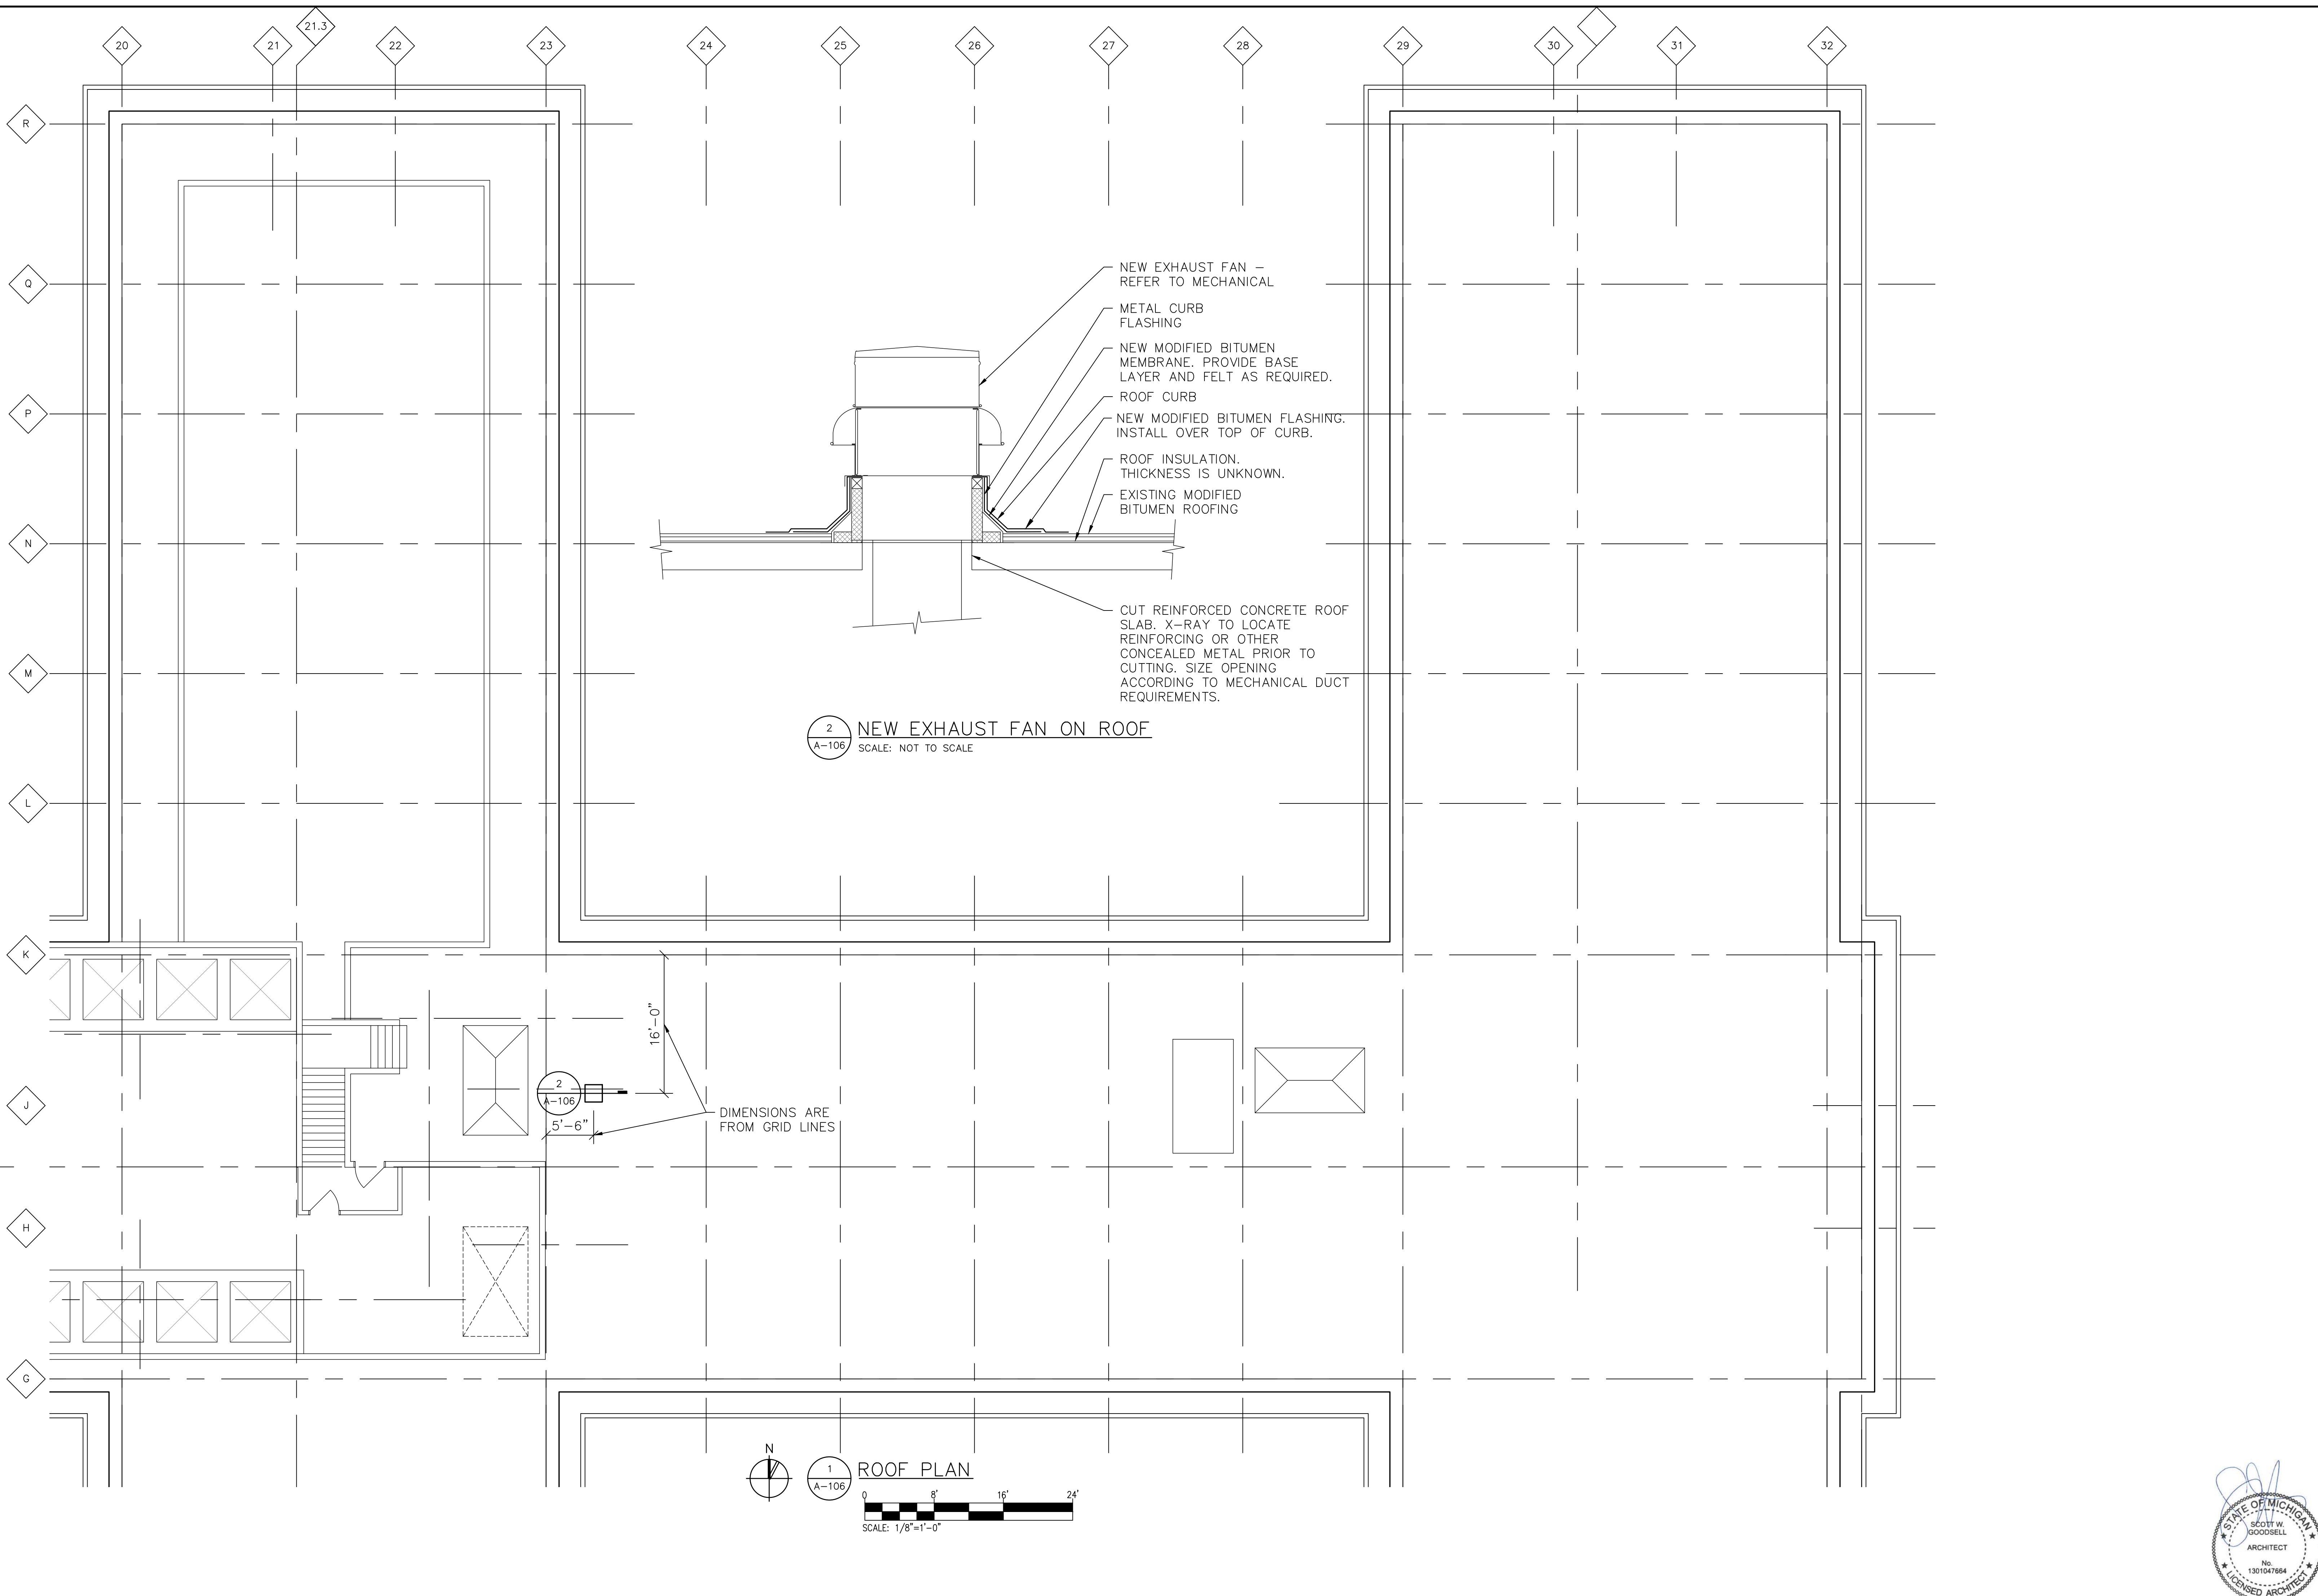 21.3
20
21
22
23
24
25
26
27
28
29
30
31
32
R
Q
P
N
M
L
K
J
H
G
NEW EXHAUST FAN –
REFER TO MECHANICAL
METAL CURB
FLASHING
NEW MODIFIED BITUMEN
MEMBRANE. PROVIDE BASE
LAYER AND FELT AS REQUIRED.
ROOF CURB
NEW MODIFIED BITUMEN FLASHING.
INSTALL OVER TOP OF CURB.
ROOF INSULATION.
THICKNESS IS UNKNOWN.
EXISTING MODIFIED
BITUMEN ROOFING
CUT REINFORCED CONCRETE ROOF
SLAB. X–RAY TO LOCATE
REINFORCING OR OTHER
CONCEALED METAL PRIOR TO
CUTTING. SIZE OPENING
ACCORDING TO MECHANICAL DUCT
REQUIREMENTS.
2
A–106
NEW EXHAUST FAN ON ROOF
SCALE: NOT TO SCALE
16'–0"
2
A–106
5'–6"
DIMENSIONS ARE
FROM GRID LINES
N
1
A–106
ROOF PLAN
0 8' 16' 24'
SCALE: 1/8"=1'–0"
STATE OF MICHIGAN
SCOTT W.
GOODSELL
ARCHITECT
No.
1301047664
LICENSED ARCHITECT